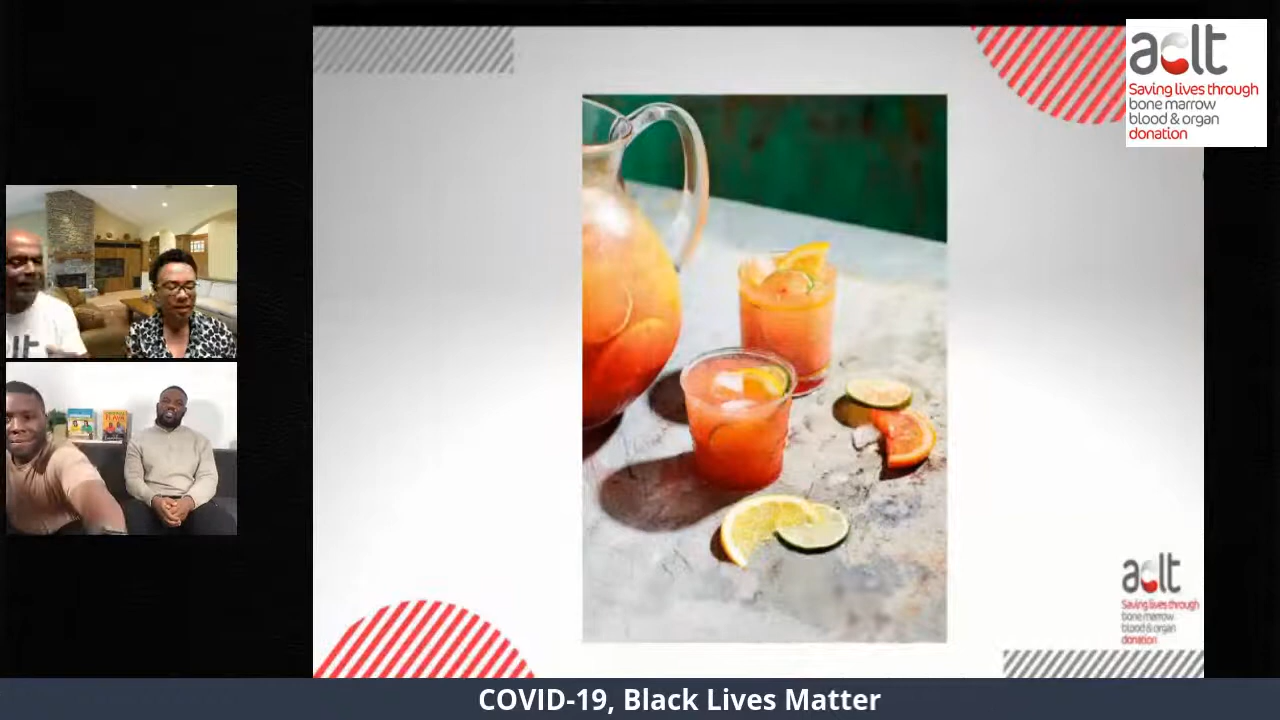 aclt
Saving lives through
bone marrow
blood & organ
donation
aclt
Saving lives through
bone marrow
blood & organ
donation
COVID-19, Black Lives Matter